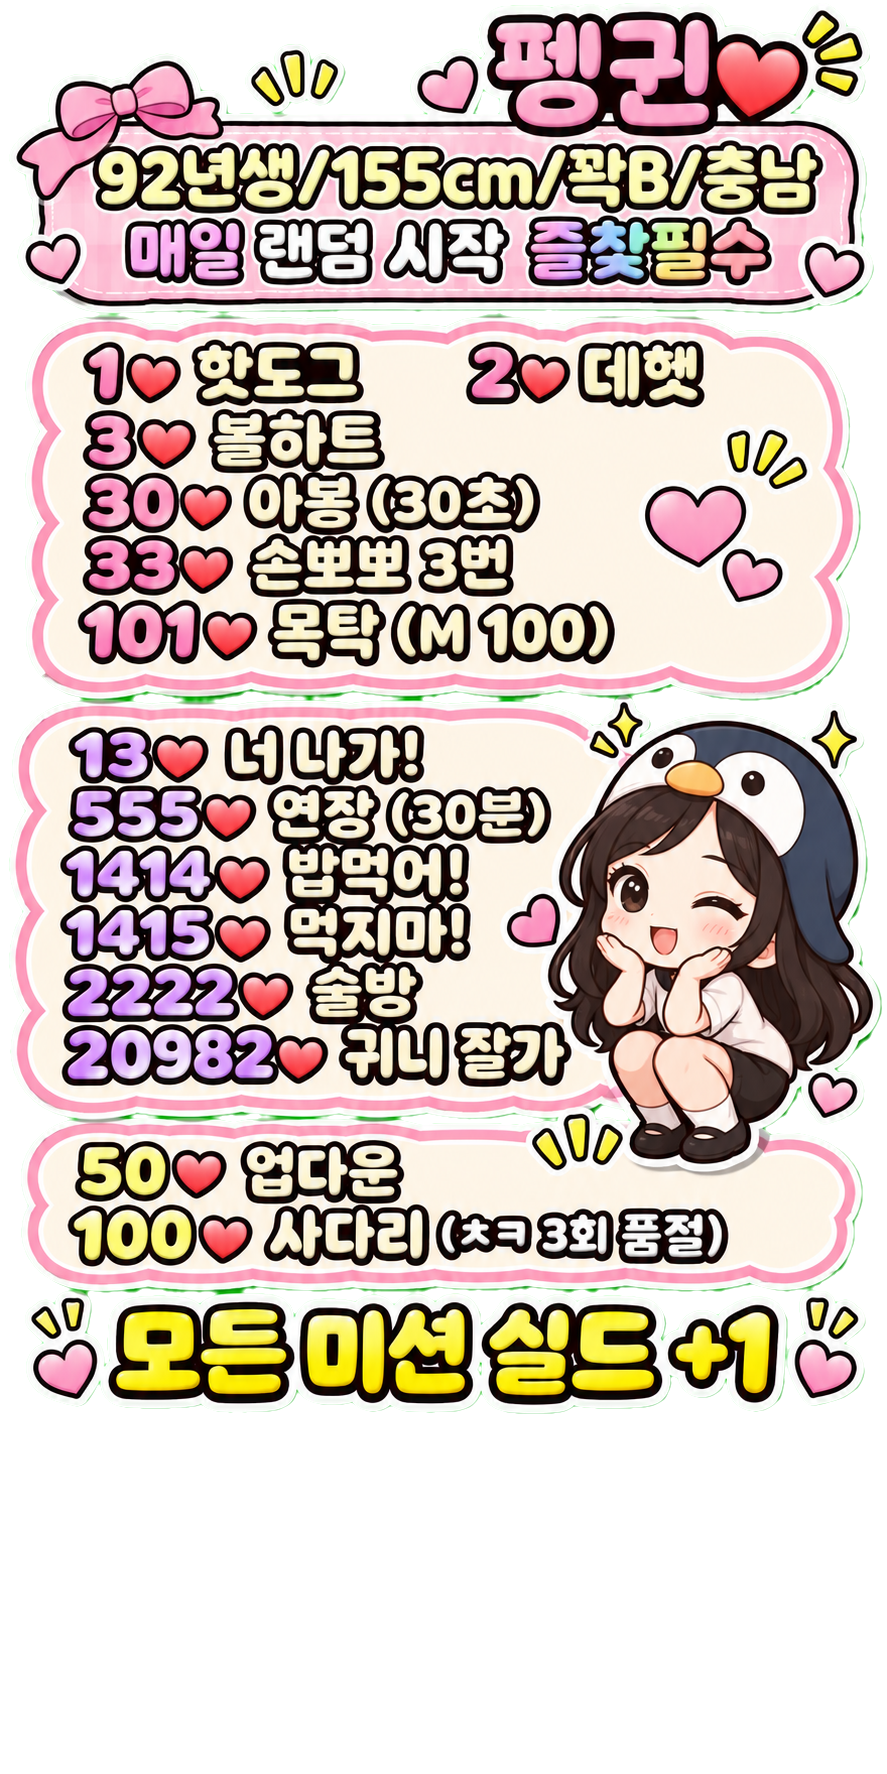 펭귄❤
92년생/155cm/꽉B/충남
매일 랜덤 시작 즐찾필수
1❤ 핫도그 2❤ 데헷
3❤ 볼하트
30❤ 아봉 (30초)
33❤ 손뽀뽀 3번
101❤ 목탁 (M 100)
13❤ 너 나가!
555❤ 연장 (30분)
1414❤ 밥먹어!
1415❤ 먹지마!
2222❤ 술방
20982❤ 귀니 잘가
50❤ 업다운
100❤ 사다리 (ㅊㅋ 3회 품절)
모든 미션 실드 +1